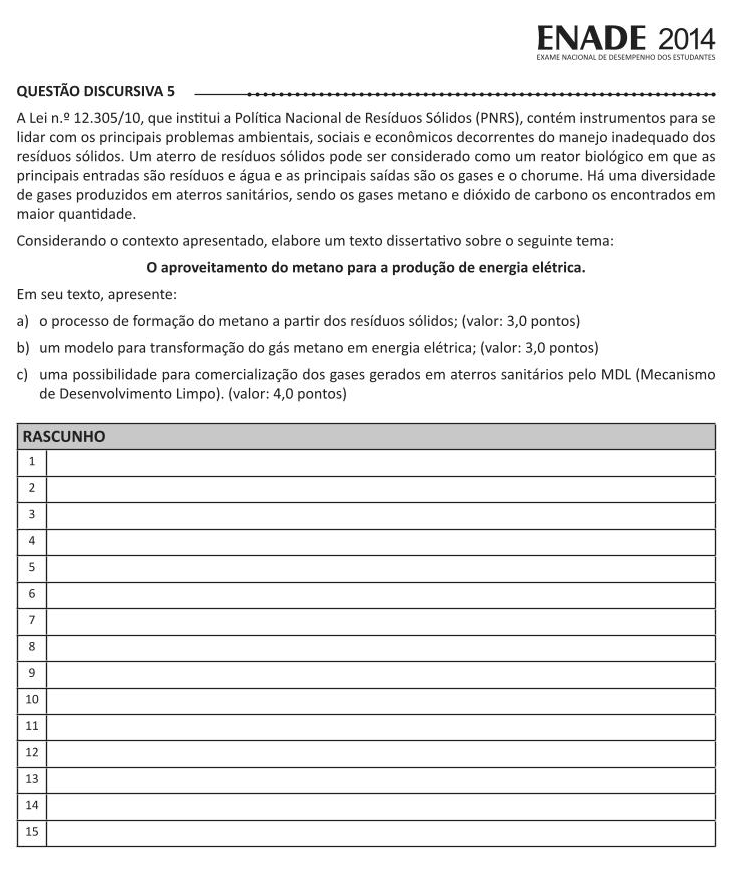 ENADE 2014
EXAME NACIONAL DE DESEMPENHO DOS ESTUDANTES
QUESTÃO DISCURSIVA 5
A Lei n.º 12.305/10, que institui a Política Nacional de Resíduos Sólidos (PNRS), contém instrumentos para se
lidar com os principais problemas ambientais, sociais e econômicos decorrentes do manejo inadequado dos
resíduos sólidos. Um aterro de resíduos sólidos pode ser considerado como um reator biológico em que as
principais entradas são resíduos e água e as principais saídas são os gases e o chorume. Há uma diversidade
de gases produzidos em aterros sanitários, sendo os gases metano e dióxido de carbono os encontrados em
maior quantidade.
Considerando o contexto apresentado, elabore um texto dissertativo sobre o seguinte tema:
O aproveitamento do metano para a produção de energia elétrica.
Em seu texto, apresente:
a) o processo de formação do metano a partir dos resíduos sólidos; (valor: 3,0 pontos)
b) um modelo para transformação do gás metano em energia elétrica; (valor: 3,0 pontos)
c) uma possibilidade para comercialização dos gases gerados em aterros sanitários pelo MDL (Mecanismo
de Desenvolvimento Limpo). (valor: 4,0 pontos)
RASCUNHO
1
2
3
4
5
6
7
8
9
10
11
12
13
14
15